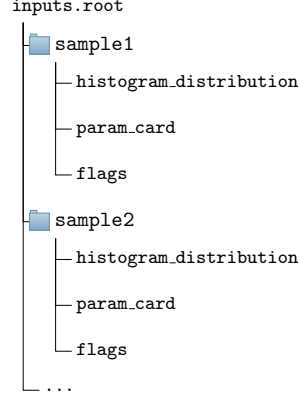 inputs.root
sample1
histogram_distribution
param_card
flags
sample2
histogram_distribution
param_card
flags
...